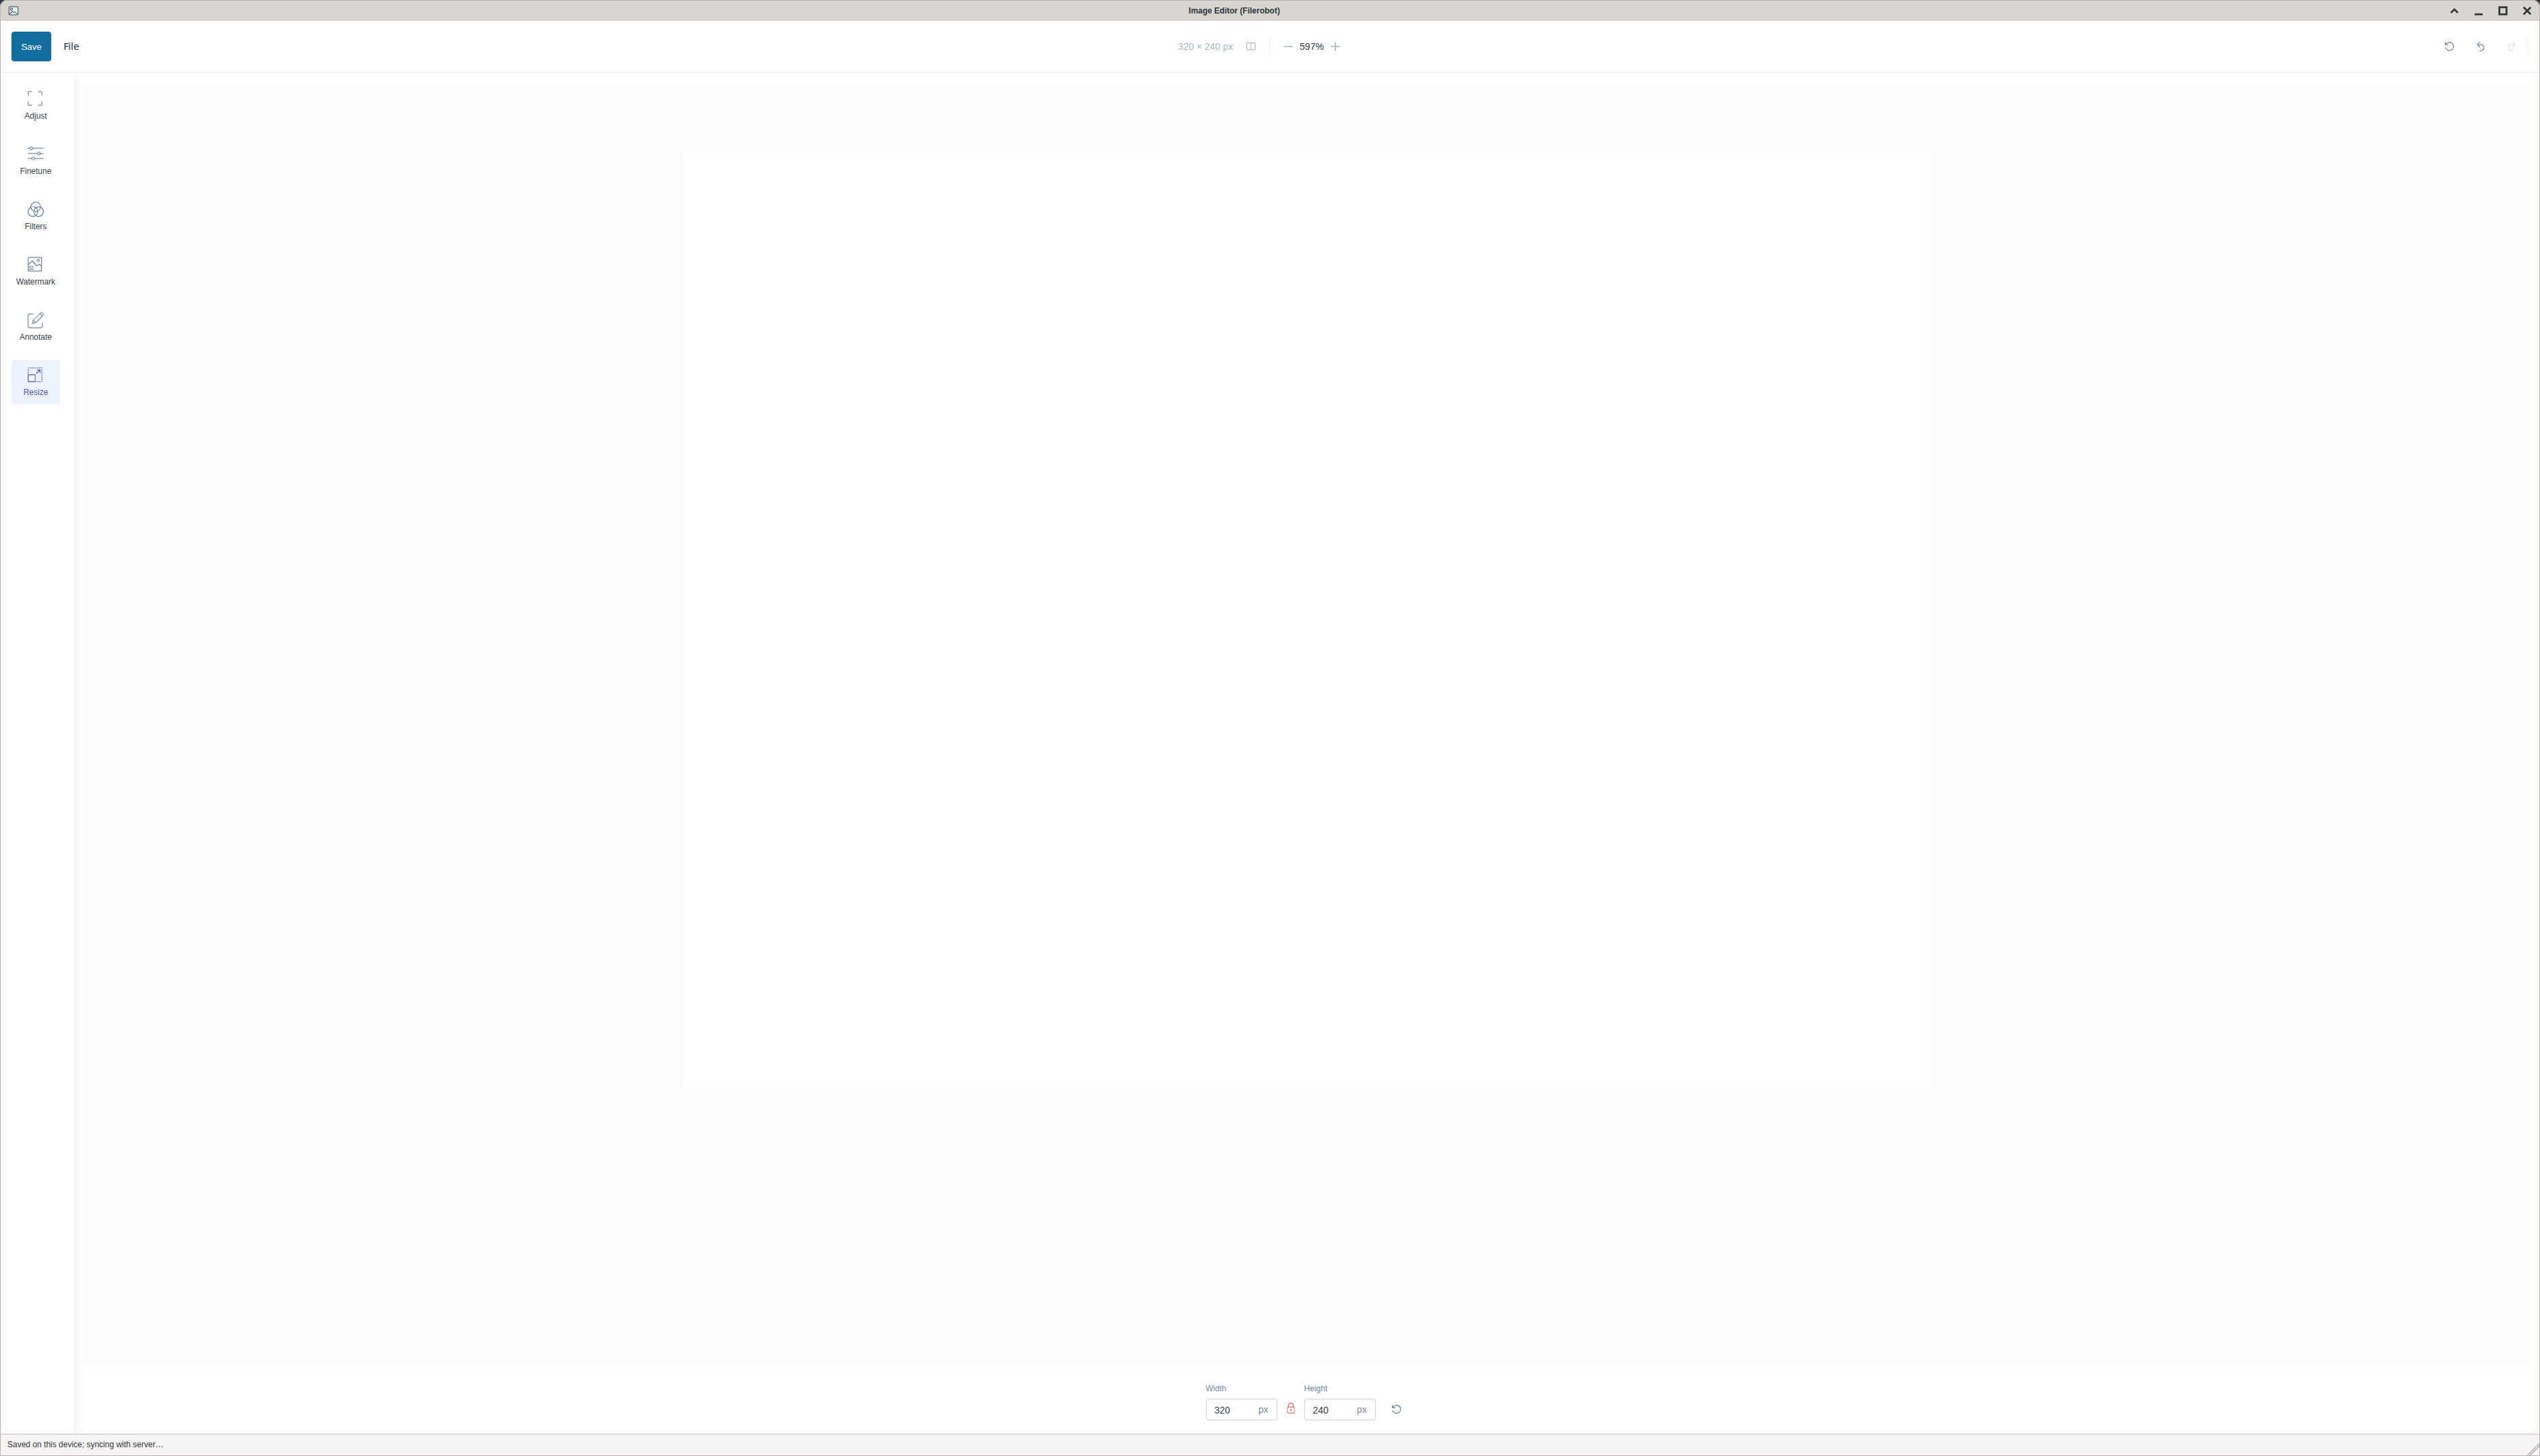 Image Editor (Filerobot)
Save
File
320 × 240 px
597%
Adjust
Finetune
Filters
Watermark
Annotate
Resize
Width
Height
320 px
240 px
Saved on this device; syncing with server…